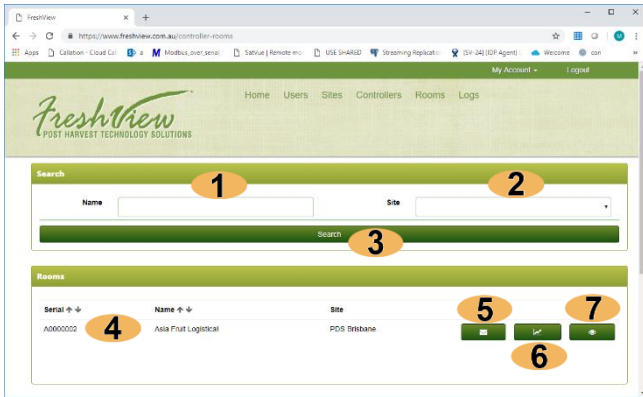 FreshView
https://www.freshview.com.au/controller-rooms
Apps Callation - Cloud Cal a Modbus_over_serial SatVue | Remote mo USE SHARED Streaming Replicatio [SV-24] (IDP Agent) Welcome con
My Account Logout
FreshView
POST HARVEST TECHNOLOGY SOLUTIONS
Home Users Sites Controllers Rooms Logs
Search
1 2
Name Site
Search
3
Rooms
Serial Name Site
A0000002 Asia Fruit Logistical PDS Brisbane
4 5 6 7